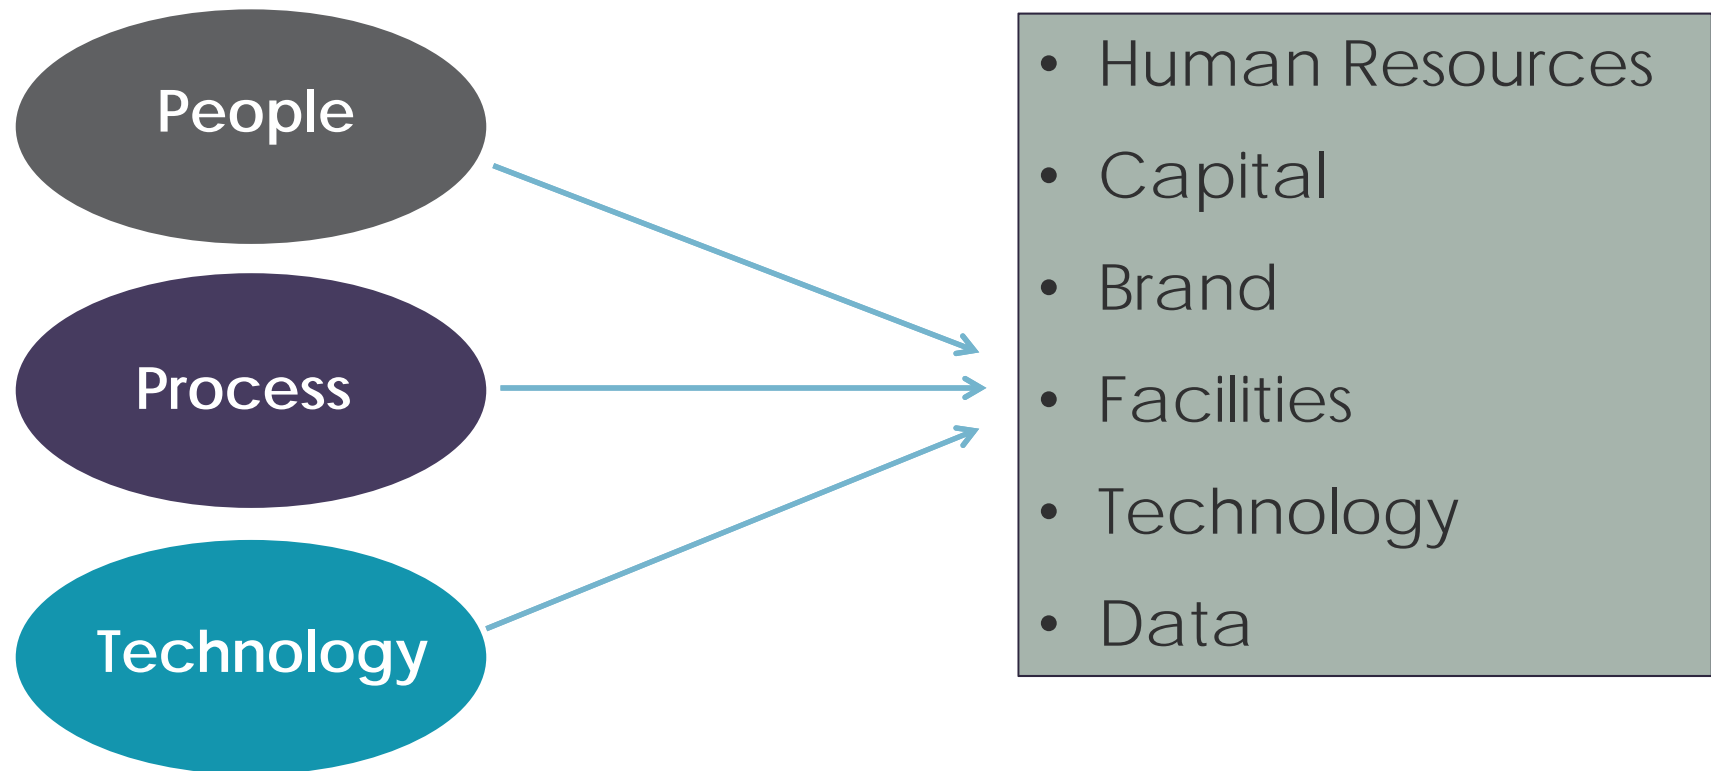 People
Process
Technology
• Human Resources
• Capital
• Brand
• Facilities
• Technology
• Data